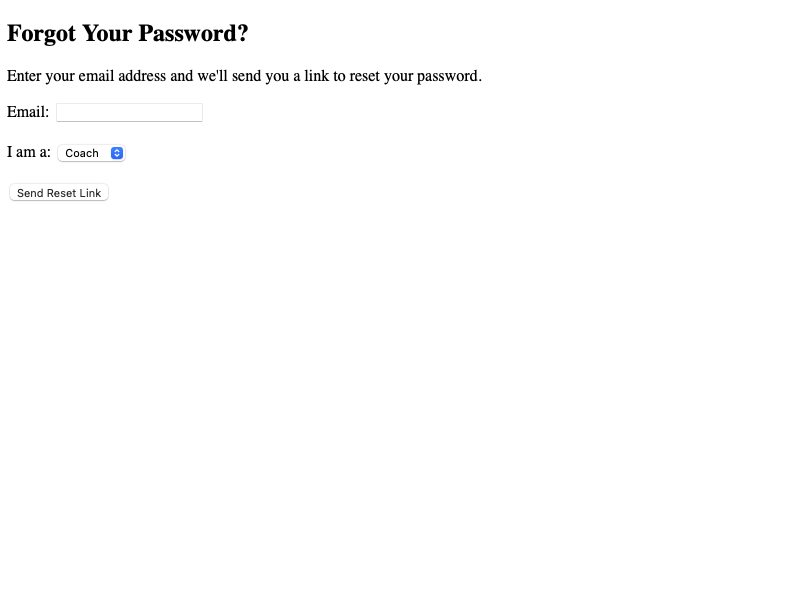 Forgot Your Password?
Enter your email address and we'll send you a link to reset your password.
Email:
I am a: Coach
Send Reset Link